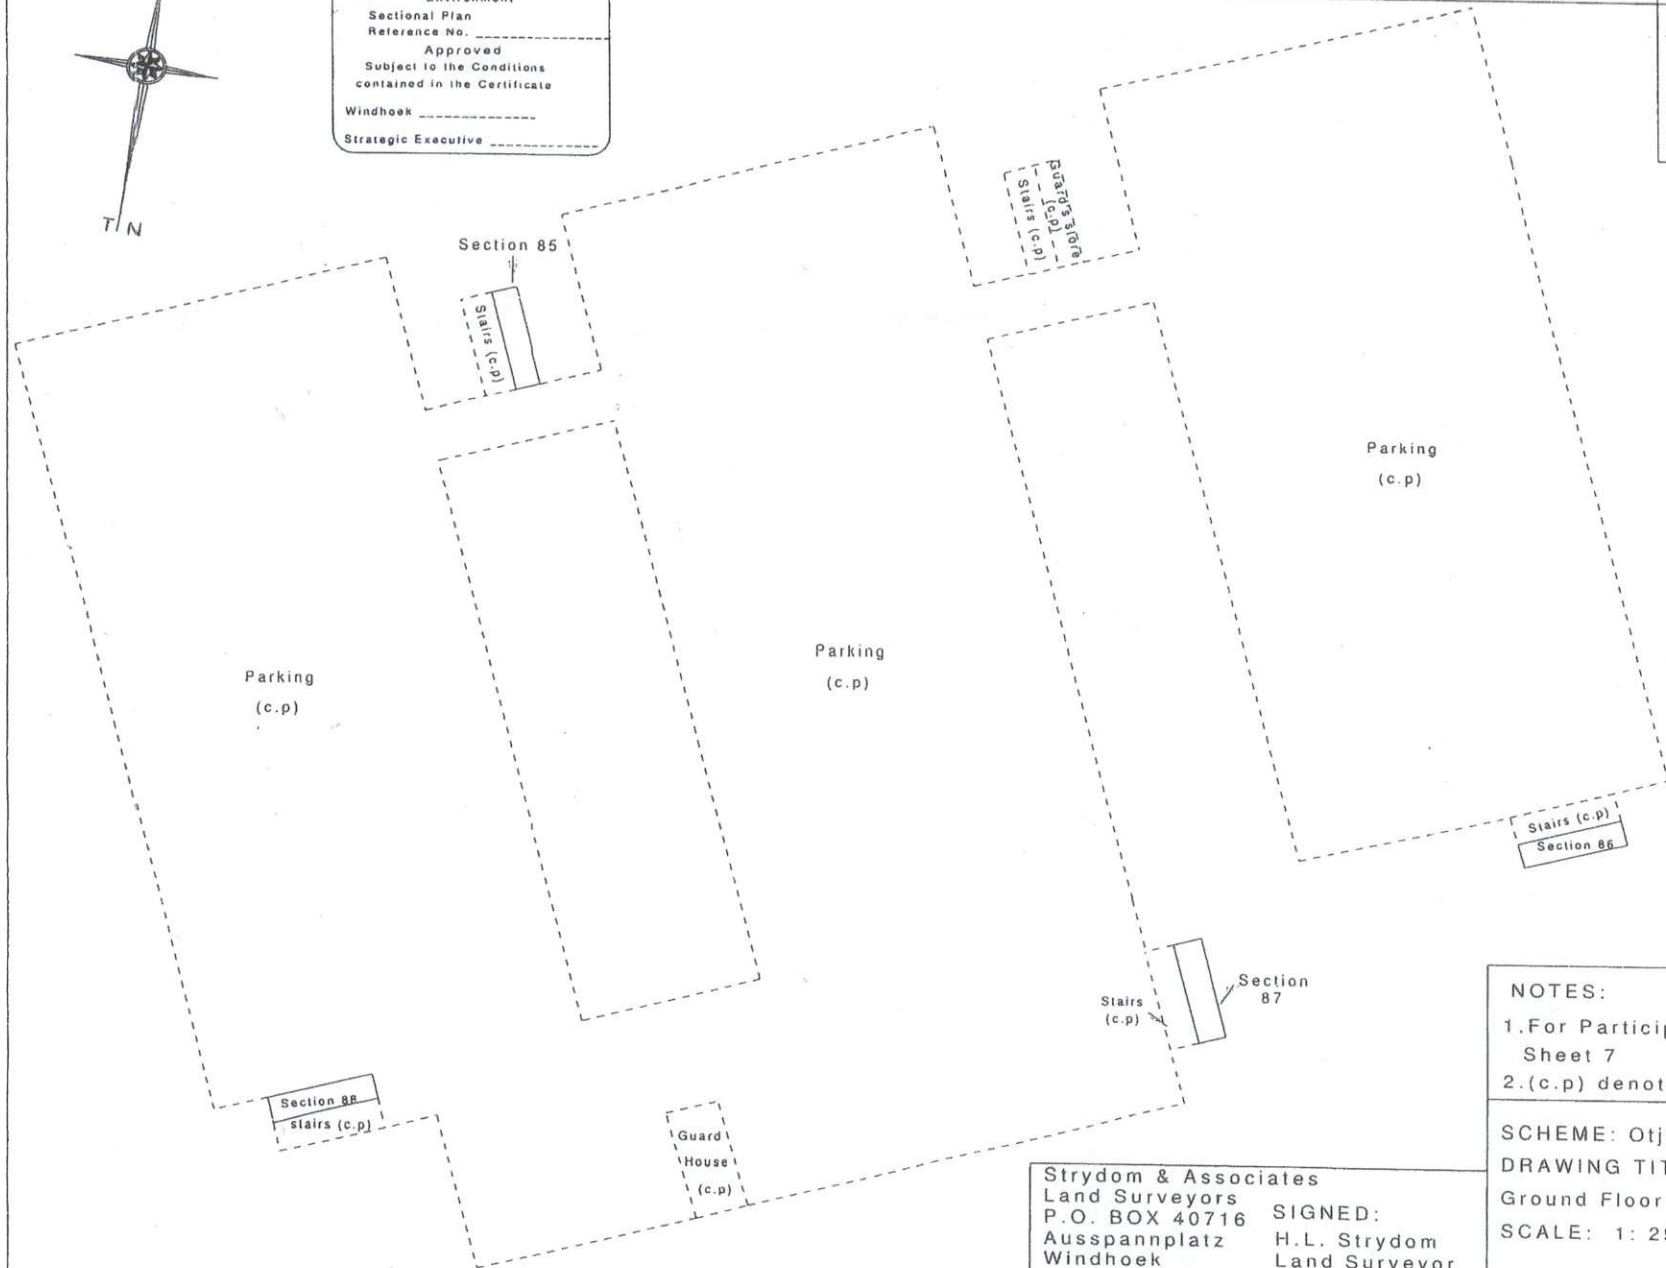 Sectional Plan
Reference No.
Approved
Subject to the Conditions
contained in the Certificate
Windhoek
Strategic Executive
T/N
Section 85
Stairs (c.p)
Stairs (c.p)
Guard's store
(c.p)
Parking
(c.p)
Parking
(c.p)
Parking
(c.p)
Stairs (c.p)
Section 86
Section
87
Stairs
(c.p)
Section 88
stairs (c.p)
Guard
House
(c.p)
NOTES:
1.For Particip
Sheet 7
2.(c.p) denot
SCHEME: Otj
DRAWING TIT
Ground Floor
SCALE: 1: 2
Strydom & Associates
Land Surveyors
P.O. BOX 40716
Ausspannplatz
Windhoek
SIGNED:
H.L. Strydom
Land Surveyor